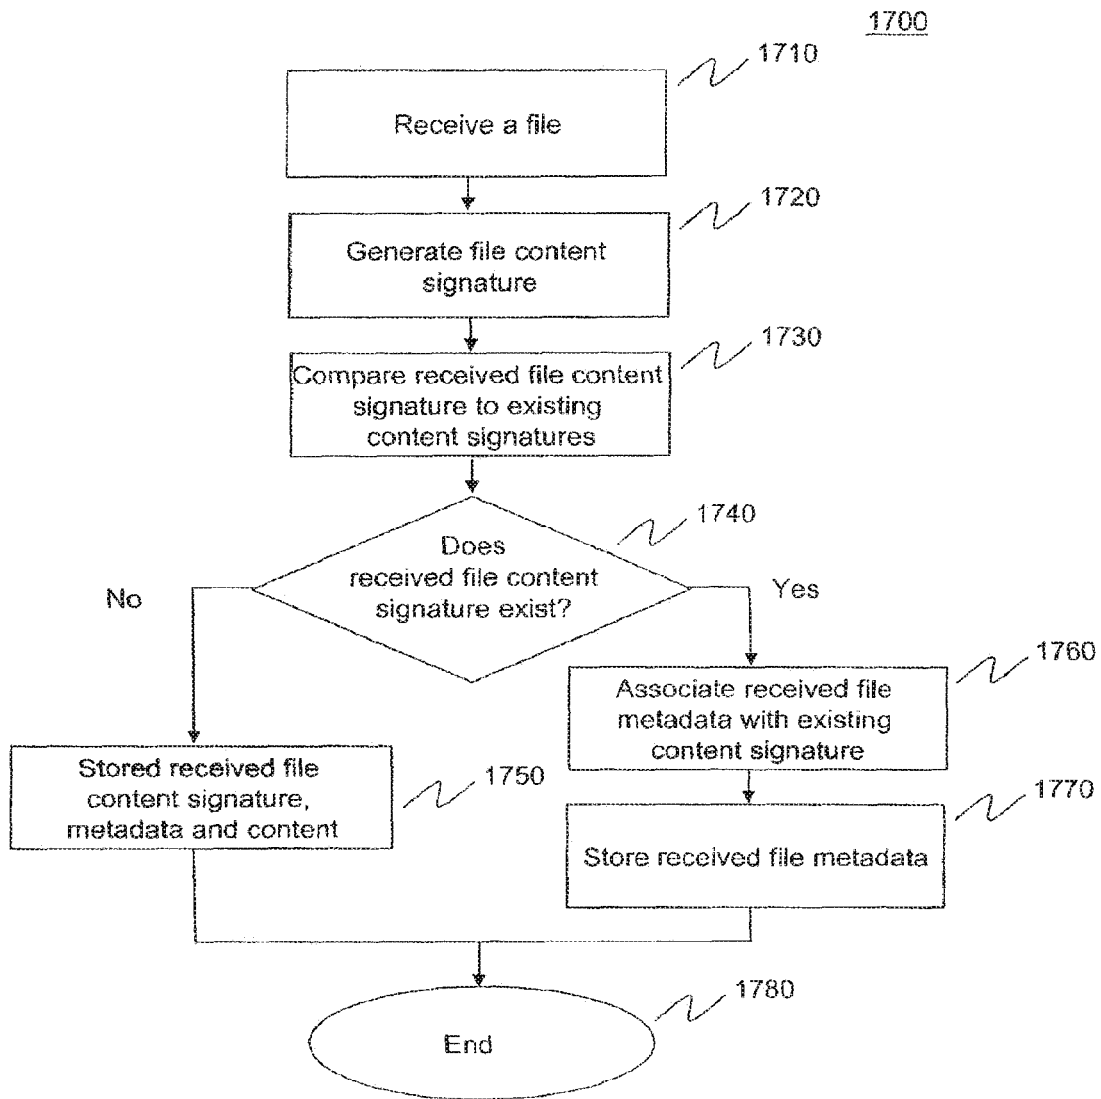 1700
1710
Receive a file
1720
Generate file content
signature
1730
Compare received file content
signature to existing
content signatures
1740
Does
received file content
signature exist?
No
Yes
1760
Associate received file
metadata with existing
content signature
1750
Stored received file
content signature,
metadata and content
1770
Store received file metadata
1780
End